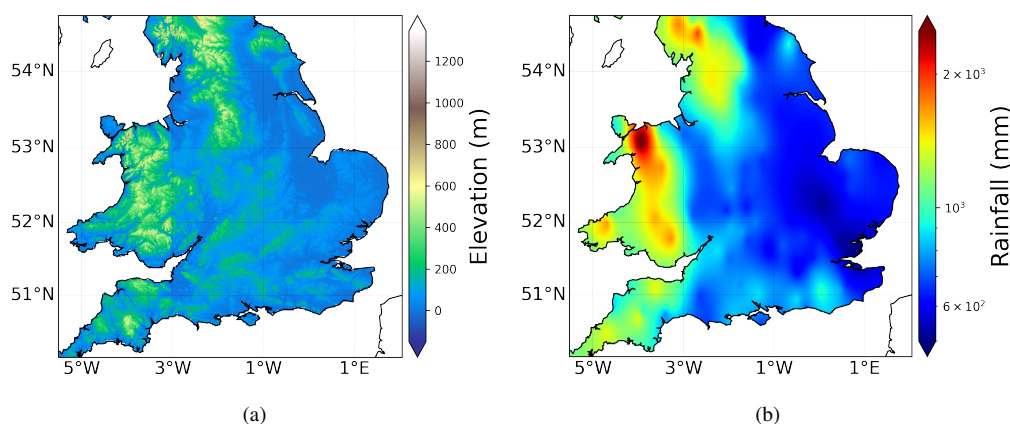 54°N
53°N
52°N
51°N
5°W
3°W
1°W
1°E
1200
1000
800
600
400
200
0
Elevation (m)
(a)
54°N
53°N
52°N
51°N
5°W
3°W
1°W
1°E
2 × 10³
10³
6 × 10²
Rainfall (mm)
(b)